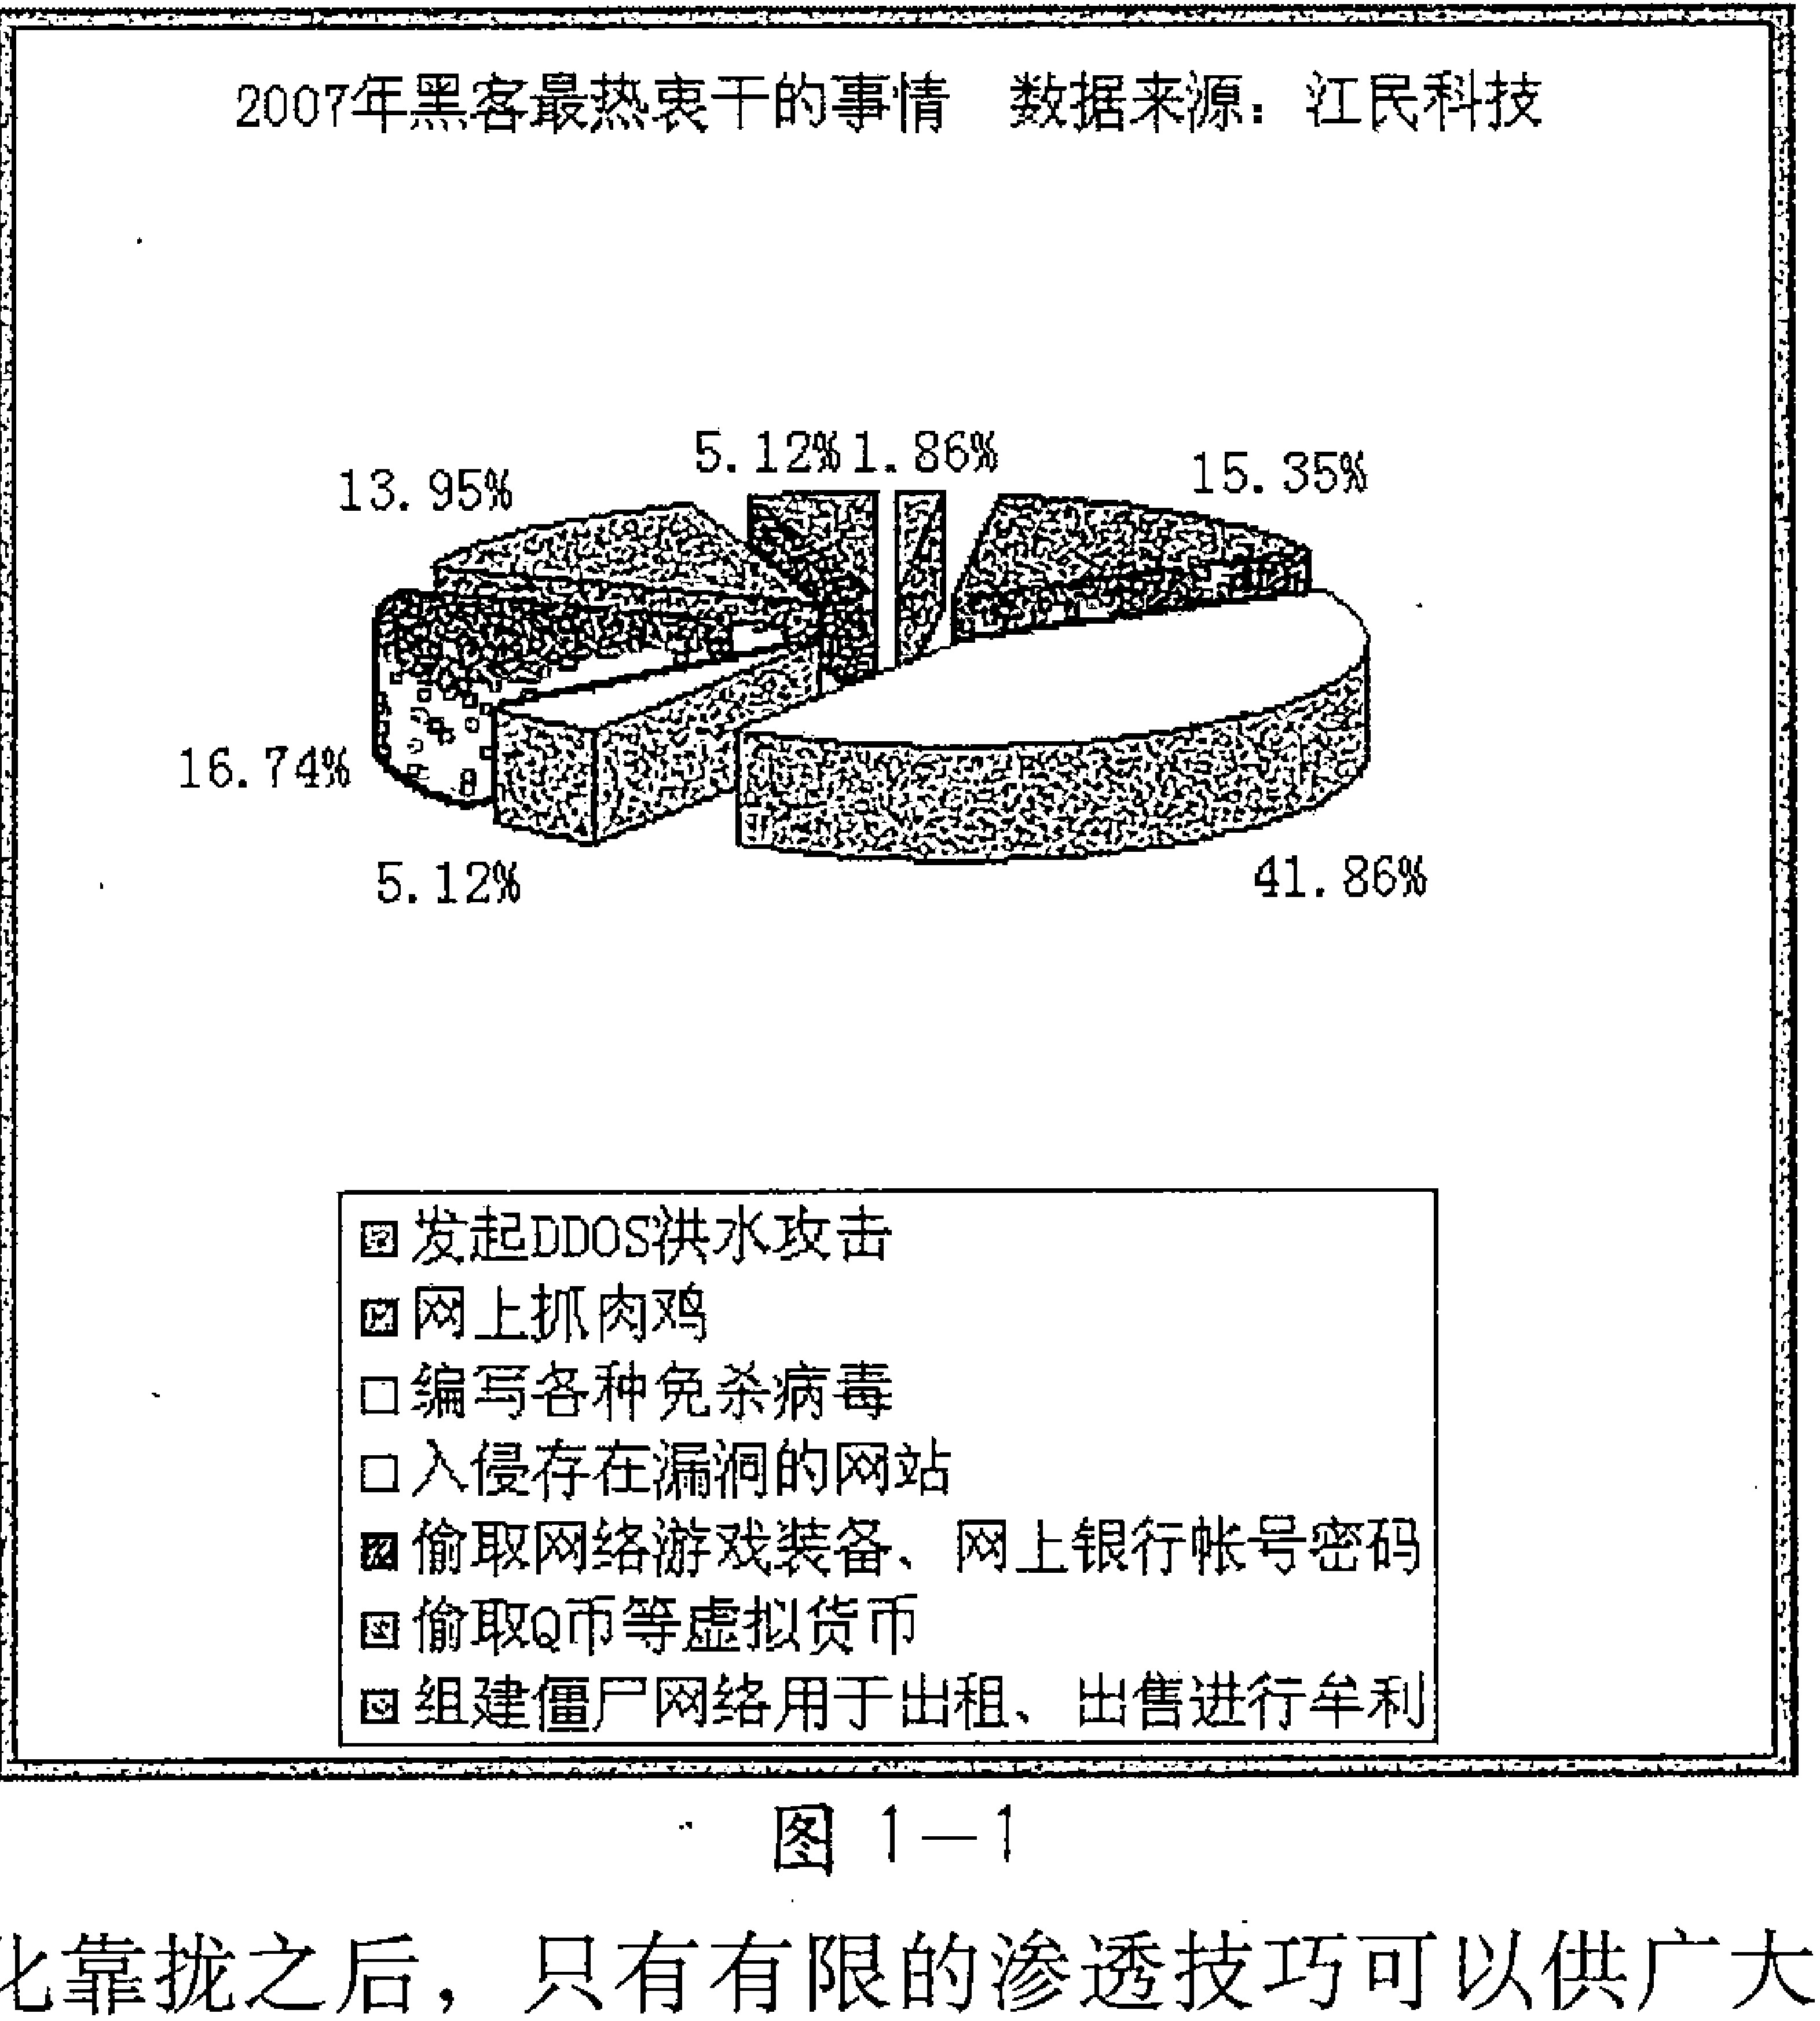 2007年黑客最热衷干的事情 数据来源：江民科技
5.12% 1.86%
15.35%
13.95%
16.74%
5.12%
41.86%
发起DDOS洪水攻击
网上抓肉鸡
编写各种免杀病毒
入侵存在漏洞的网站
偷取网络游戏装备、网上银行帐号密码
偷取Q币等虚拟货币
组建僵尸网络用于出租、出售进行牟利
图 1—1
化靠拢之后，只有有限的渗透技巧可以供广大